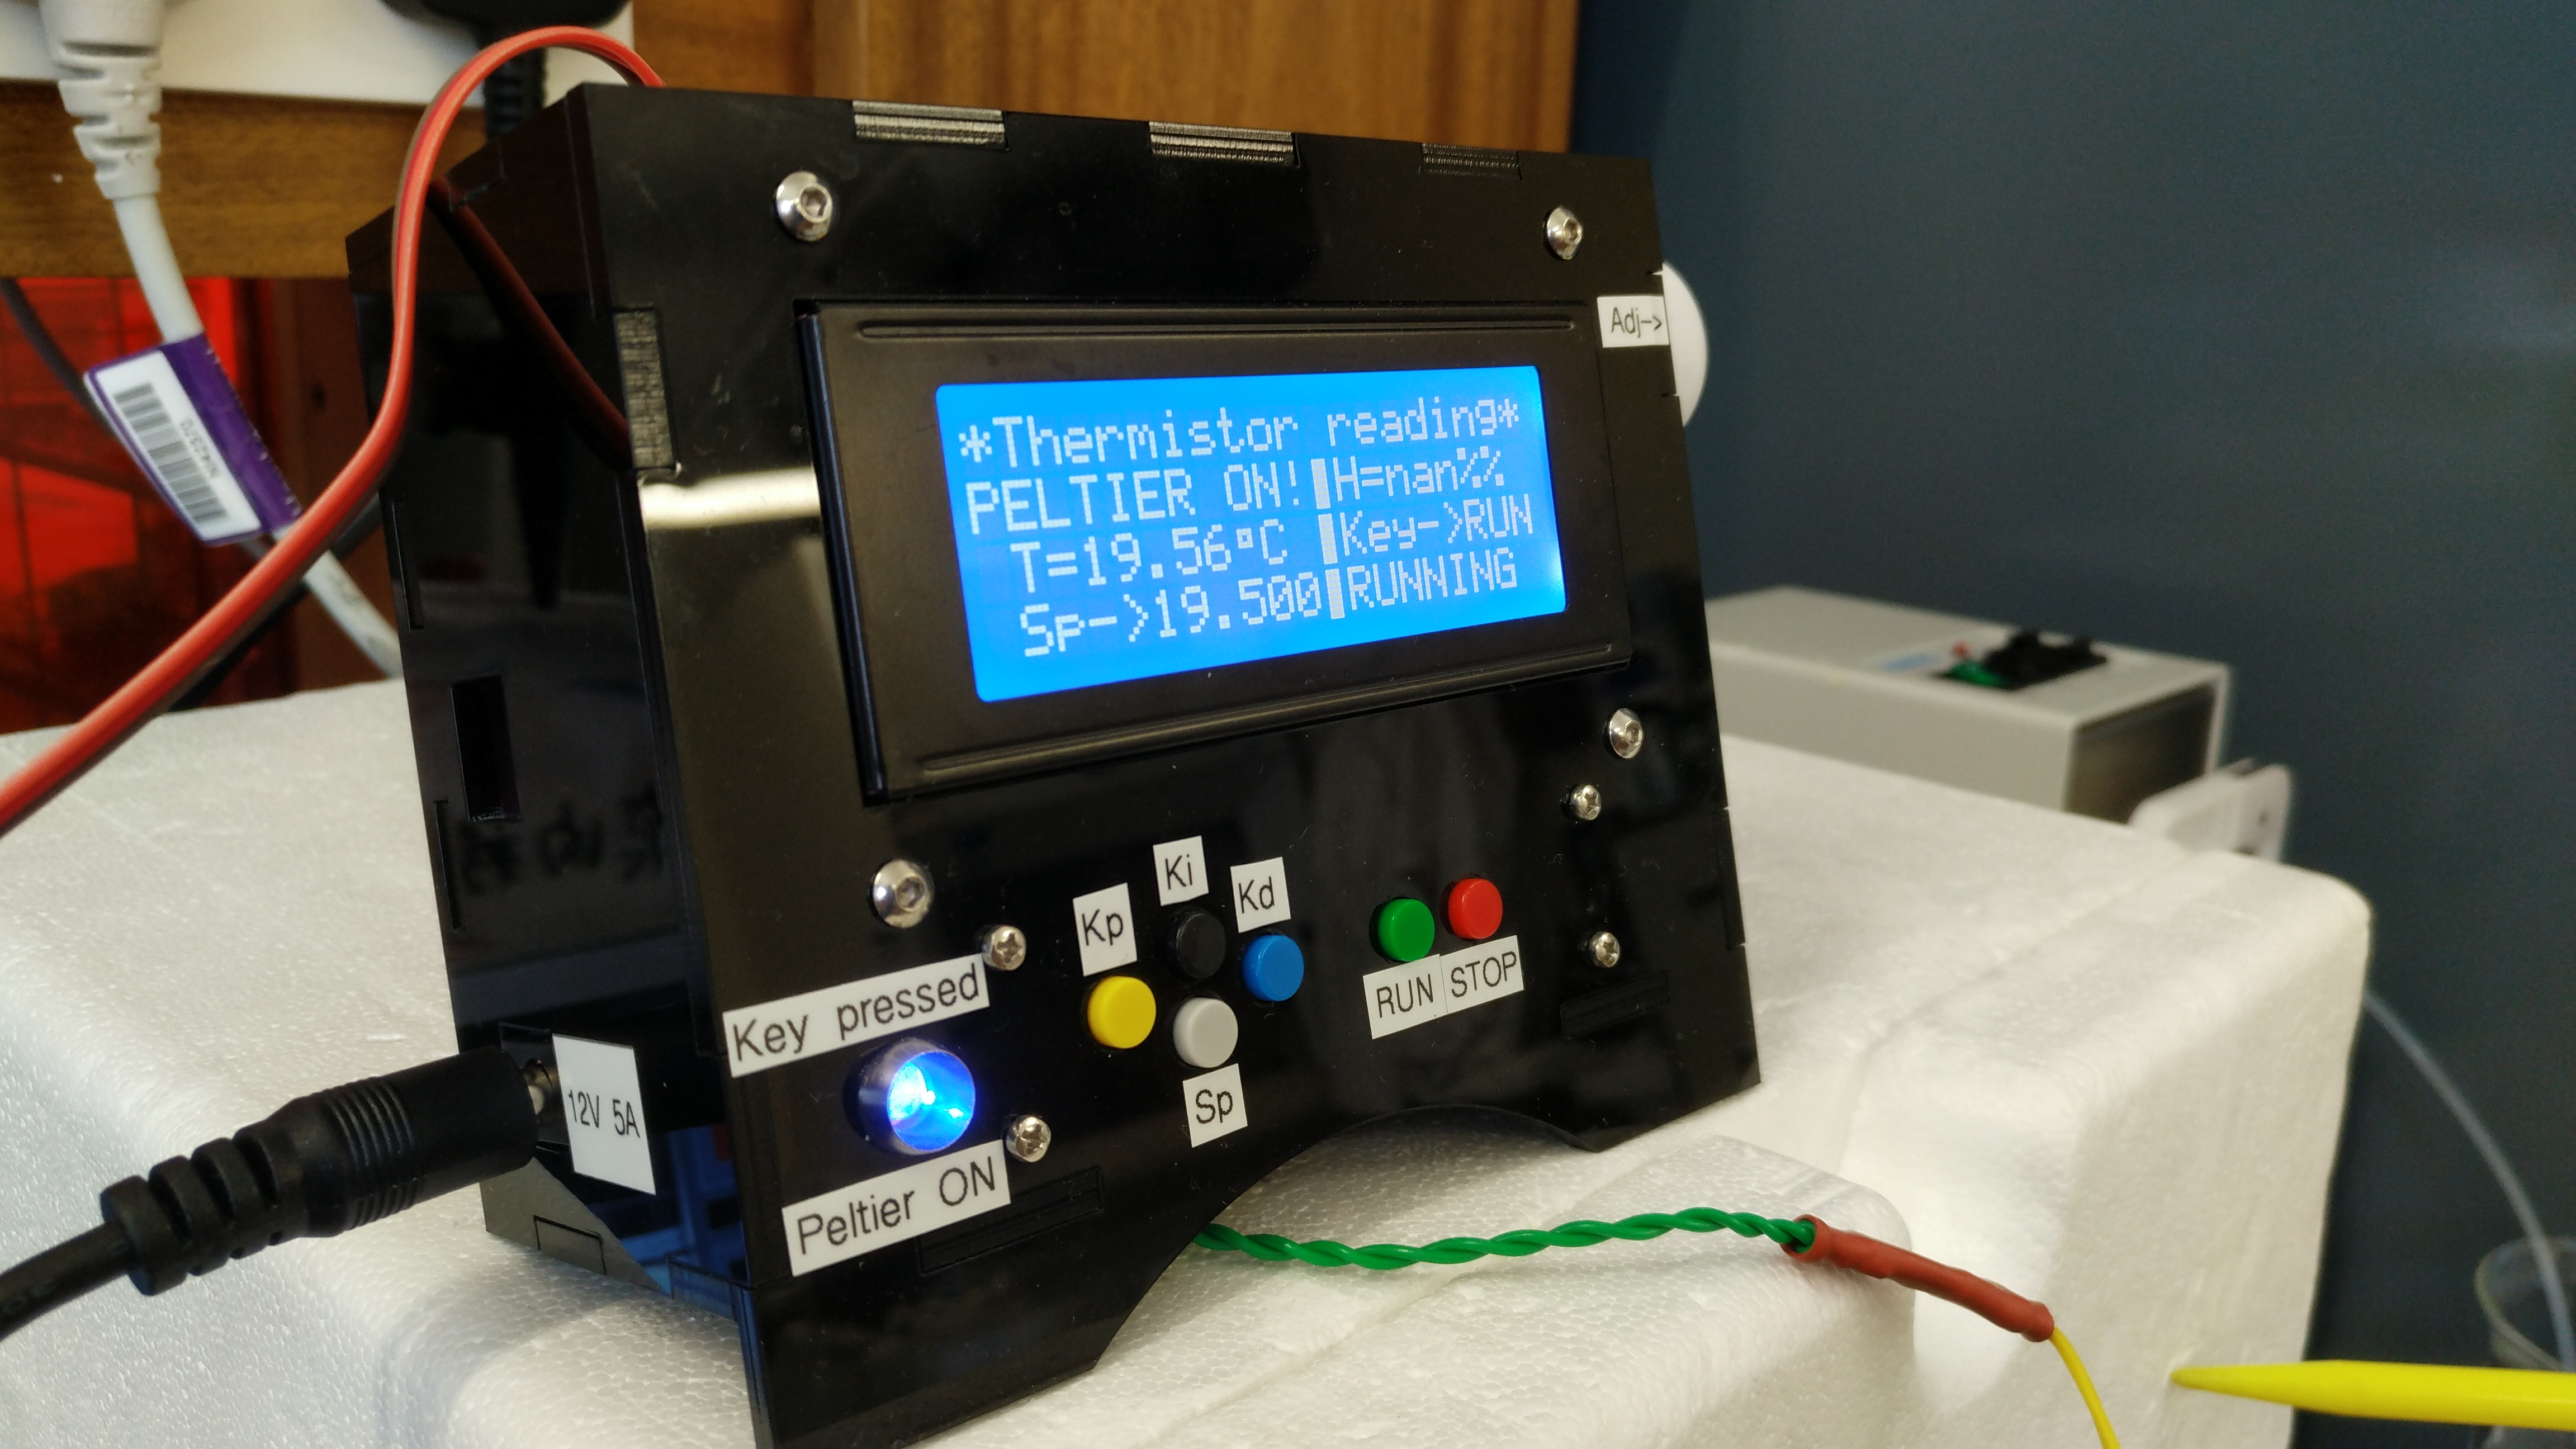 Adj->
*Thermistor reading*
PELTIER ON! H=nan%%
T=19.56°C Key->RUN
Sp->19.500 RUNNING
Ki
Kp
Kd
Key pressed
RUN STOP
Sp
12V 5A
Peltier ON